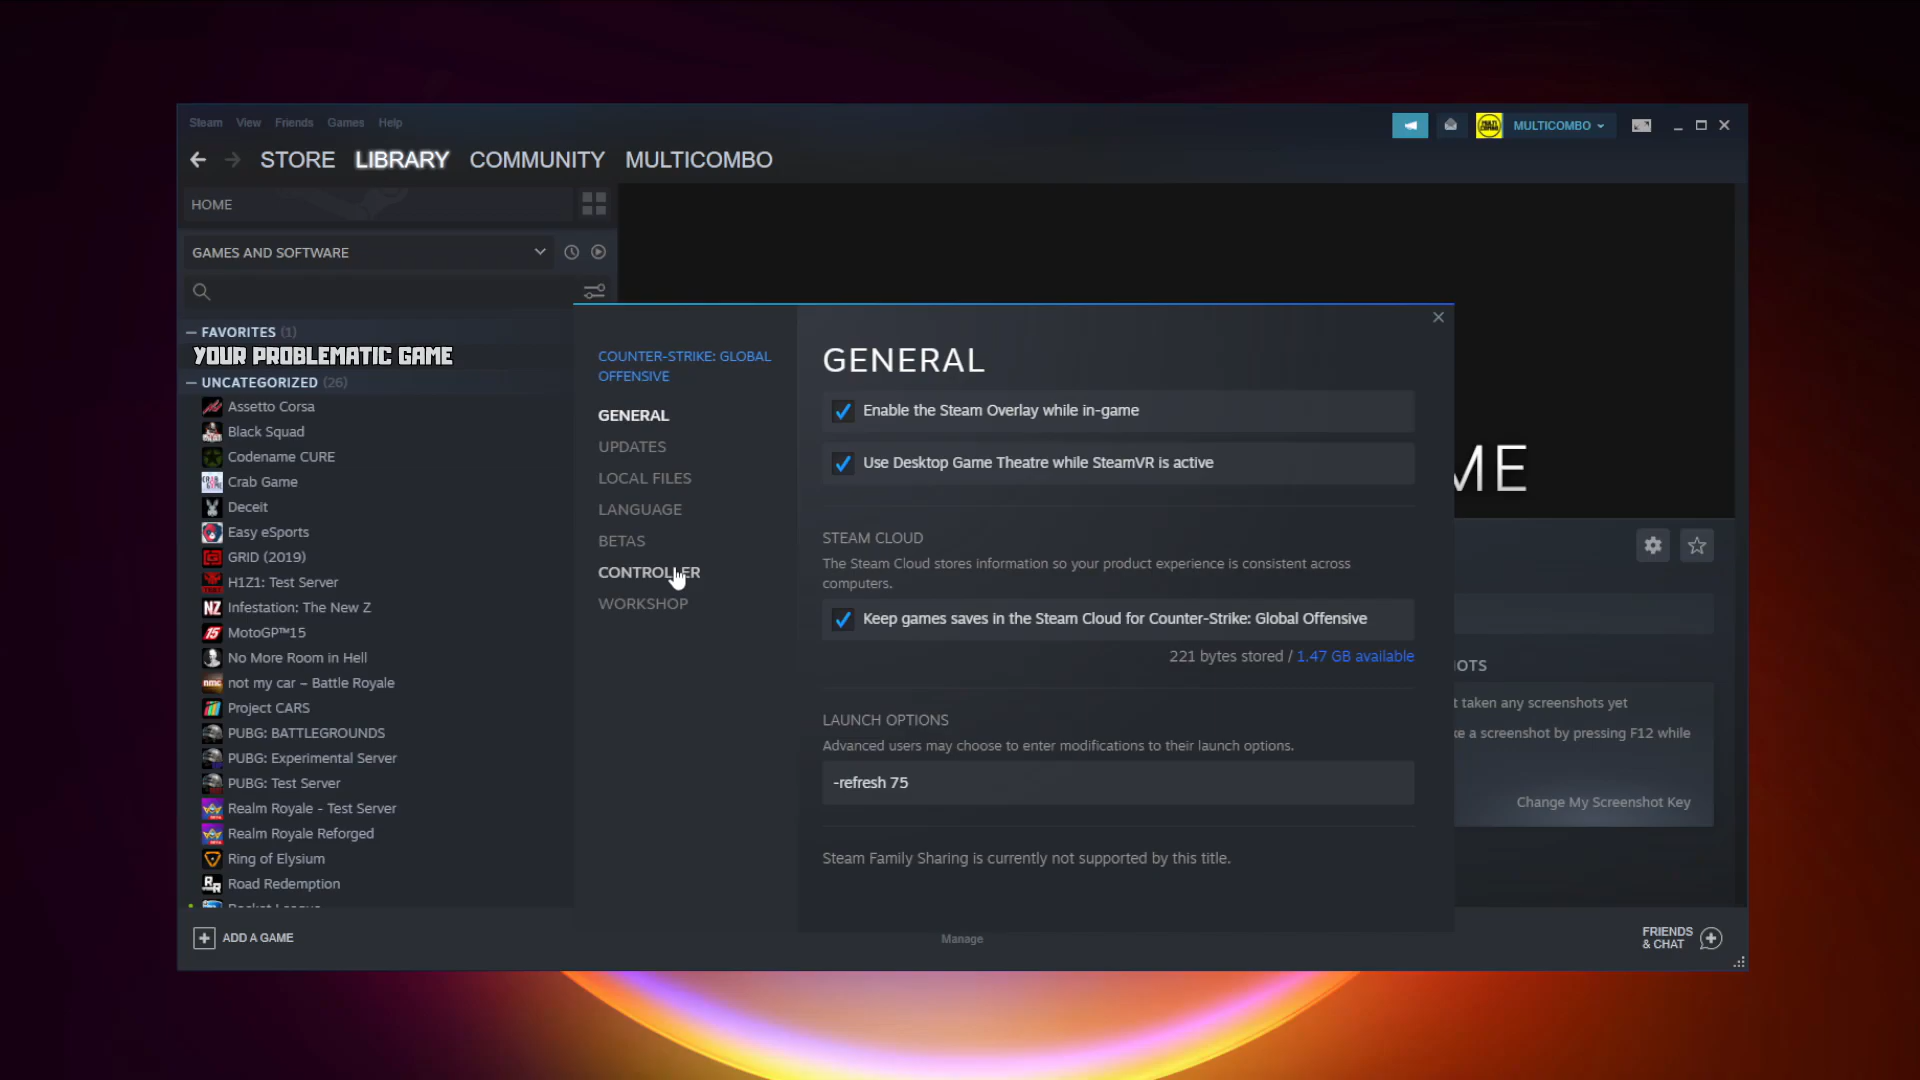 Steam View Friends Games Help
MULTICOMBO
STORE LIBRARY COMMUNITY MULTICOMBO
HOME
GAMES AND SOFTWARE
— FAVORITES (1)
YOUR PROBLEMATIC GAME
— UNCATEGORIZED (26)
Assetto Corsa
Black Squad
Codename CURE
Crab Game
Deceit
Easy eSports
GRID (2019)
H1Z1: Test Server
Infestation: The New Z
MotoGP™15
No More Room in Hell
not my car – Battle Royale
Project CARS
PUBG: BATTLEGROUNDS
PUBG: Experimental Server
PUBG: Test Server
Realm Royale - Test Server
Realm Royale Reforged
Ring of Elysium
Road Redemption
ADD A GAME
COUNTER-STRIKE: GLOBAL
OFFENSIVE
GENERAL
UPDATES
LOCAL FILES
LANGUAGE
BETAS
CONTROLLER
WORKSHOP
GENERAL
Enable the Steam Overlay while in-game
Use Desktop Game Theatre while SteamVR is active
STEAM CLOUD
The Steam Cloud stores information so your product experience is consistent across
computers.
Keep games saves in the Steam Cloud for Counter-Strike: Global Offensive
221 bytes stored / 1.47 GB available
LAUNCH OPTIONS
Advanced users may choose to enter modifications to their launch options.
-refresh 75
Steam Family Sharing is currently not supported by this title.
Manage
ME
OTS
t taken any screenshots yet
ke a screenshot by pressing F12 while
Change My Screenshot Key
FRIENDS
& CHAT